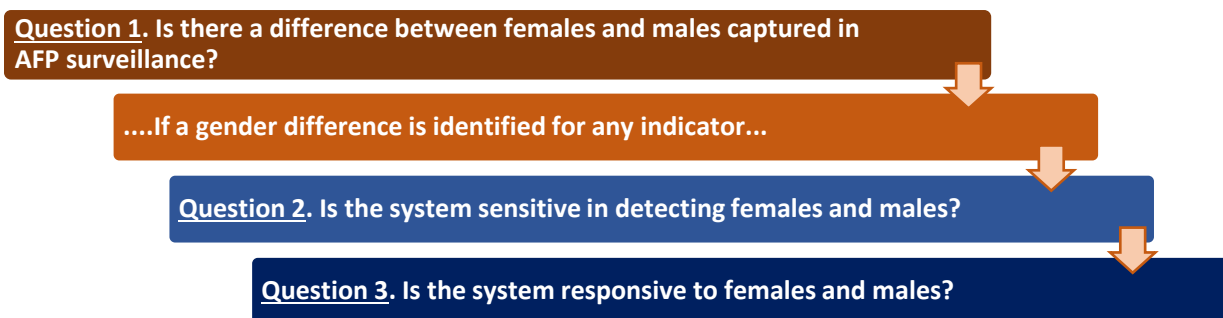 Question 1. Is there a difference between females and males captured in
AFP surveillance?
....If a gender difference is identified for any indicator...
Question 2. Is the system sensitive in detecting females and males?
Question 3. Is the system responsive to females and males?